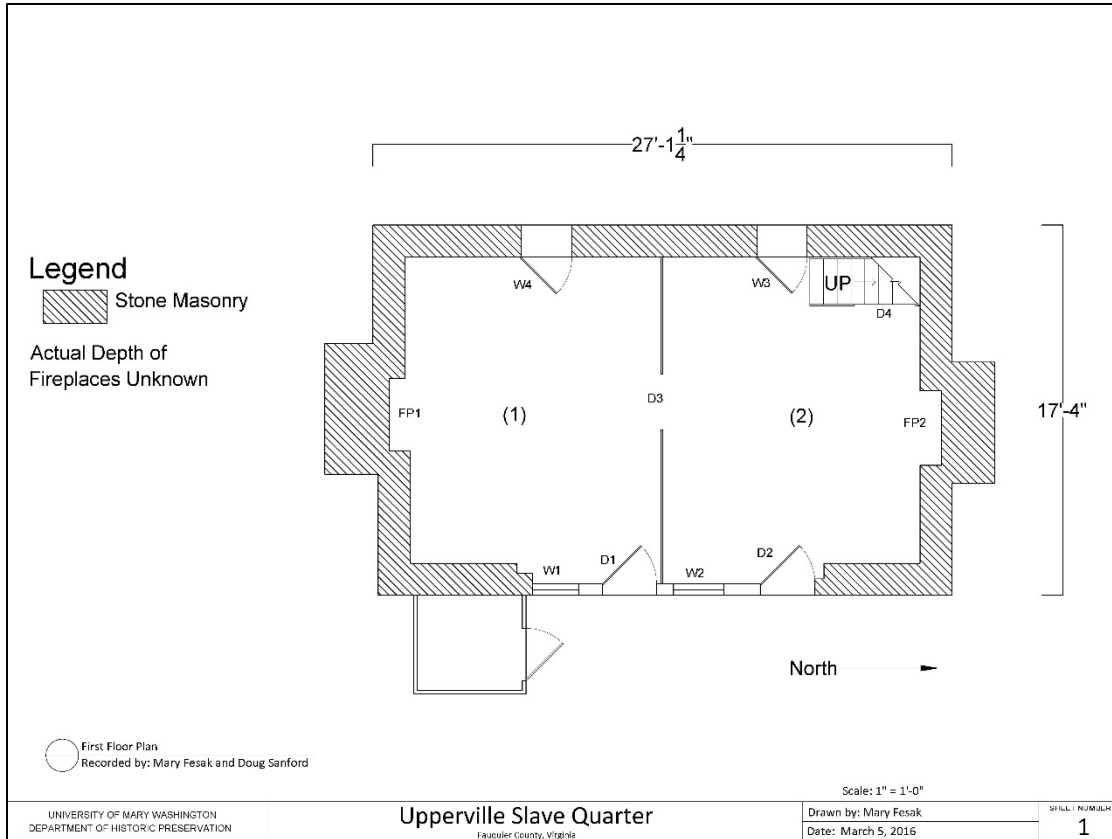 27'-1 1/4"
Legend
Stone Masonry
Actual Depth of
Fireplaces Unknown
W4
W3
UP
D4
17'-4"
FP1
(1)
D3
(2)
FP2
W1
D1
W2
D2
North
First Floor Plan
Recorded by: Mary Fesak and Doug Sanford
Scale: 1" = 1'-0"
UNIVERSITY OF MARY WASHINGTON
DEPARTMENT OF HISTORIC PRESERVATION
Upperville Slave Quarter
Fauquier County, Virginia
Drawn by: Mary Fesak
Date: March 5, 2016
SHEET NUMBER
1